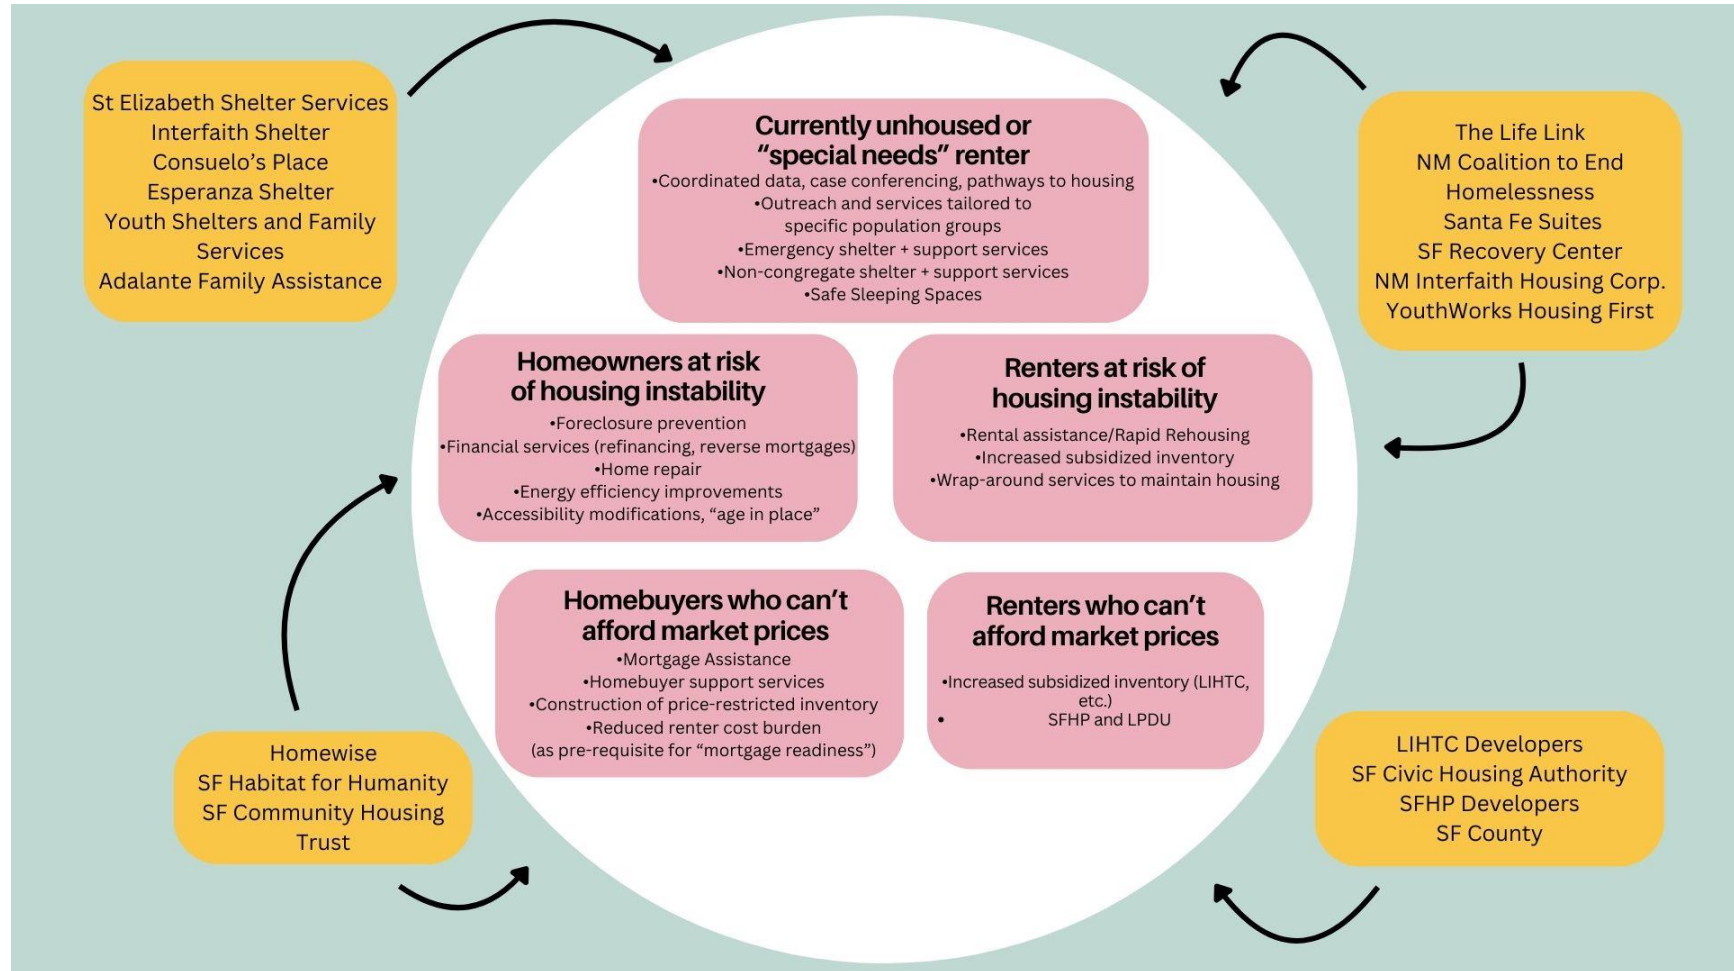 St Elizabeth Shelter Services
Interfaith Shelter
Consuelo’s Place
Esperanza Shelter
Youth Shelters and Family
Services
Adalante Family Assistance
Currently unhoused or
“special needs” renter
•Coordinated data, case conferencing, pathways to housing
•Outreach and services tailored to
specific population groups
•Emergency shelter + support services
•Non-congregate shelter + support services
•Safe Sleeping Spaces
The Life Link
NM Coalition to End
Homelessness
Santa Fe Suites
SF Recovery Center
NM Interfaith Housing Corp.
YouthWorks Housing First
Homeowners at risk
of housing instability
•Foreclosure prevention
•Financial services (refinancing, reverse mortgages)
•Home repair
•Energy efficiency improvements
•Accessibility modifications, “age in place”
Renters at risk of
housing instability
•Rental assistance/Rapid Rehousing
•Increased subsidized inventory
•Wrap-around services to maintain housing
Homebuyers who can’t
afford market prices
•Mortgage Assistance
•Homebuyer support services
•Construction of price-restricted inventory
•Reduced renter cost burden
(as pre-requisite for “mortgage readiness”)
Renters who can’t
afford market prices
•Increased subsidized inventory (LIHTC,
etc.)
• SFHP and LPDU
Homewise
SF Habitat for Humanity
SF Community Housing
Trust
LIHTC Developers
SF Civic Housing Authority
SFHP Developers
SF County